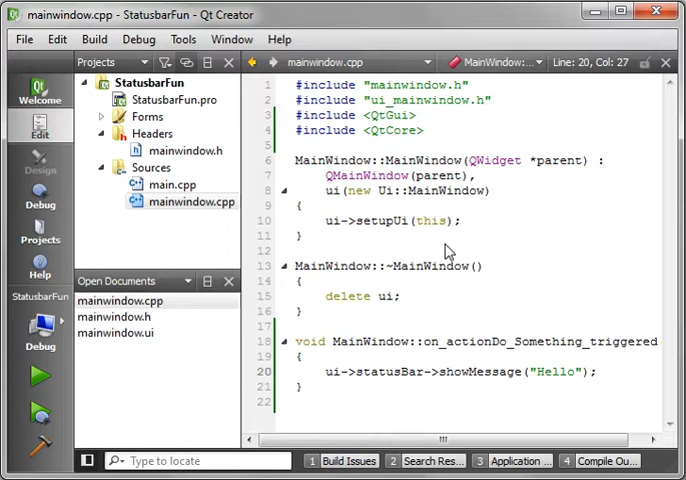 mainwindow.cpp - StatusbarFun - Qt Creator
File Edit Build Debug Tools Window Help
Projects
mainwindow.cpp
MainWindow:...
Line: 20, Col: 27
Welcome
Edit
Design
Debug
Projects
Help
StatusbarFun
Debug
StatusbarFun
StatusbarFun.pro
Forms
Headers
mainwindow.h
Sources
main.cpp
mainwindow.cpp
Open Documents
mainwindow.cpp
mainwindow.h
mainwindow.ui
1 #include "mainwindow.h"
2 #include "ui_mainwindow.h"
3 #include <QtGui>
4 #include <QtCore>
5
6 MainWindow::MainWindow(QWidget *parent) :
7 QMainWindow(parent),
8 ui(new Ui::MainWindow)
9 {
10 ui->setupUi(this);
11 }
12
13 MainWindow::~MainWindow()
14 {
15 delete ui;
16 }
17
18 void MainWindow::on_actionDo_Something_triggered
19 {
20 ui->statusBar->showMessage("Hello");
21 }
22
Type to locate
1 Build Issues
2 Search Res...
3 Application ...
4 Compile Ou...